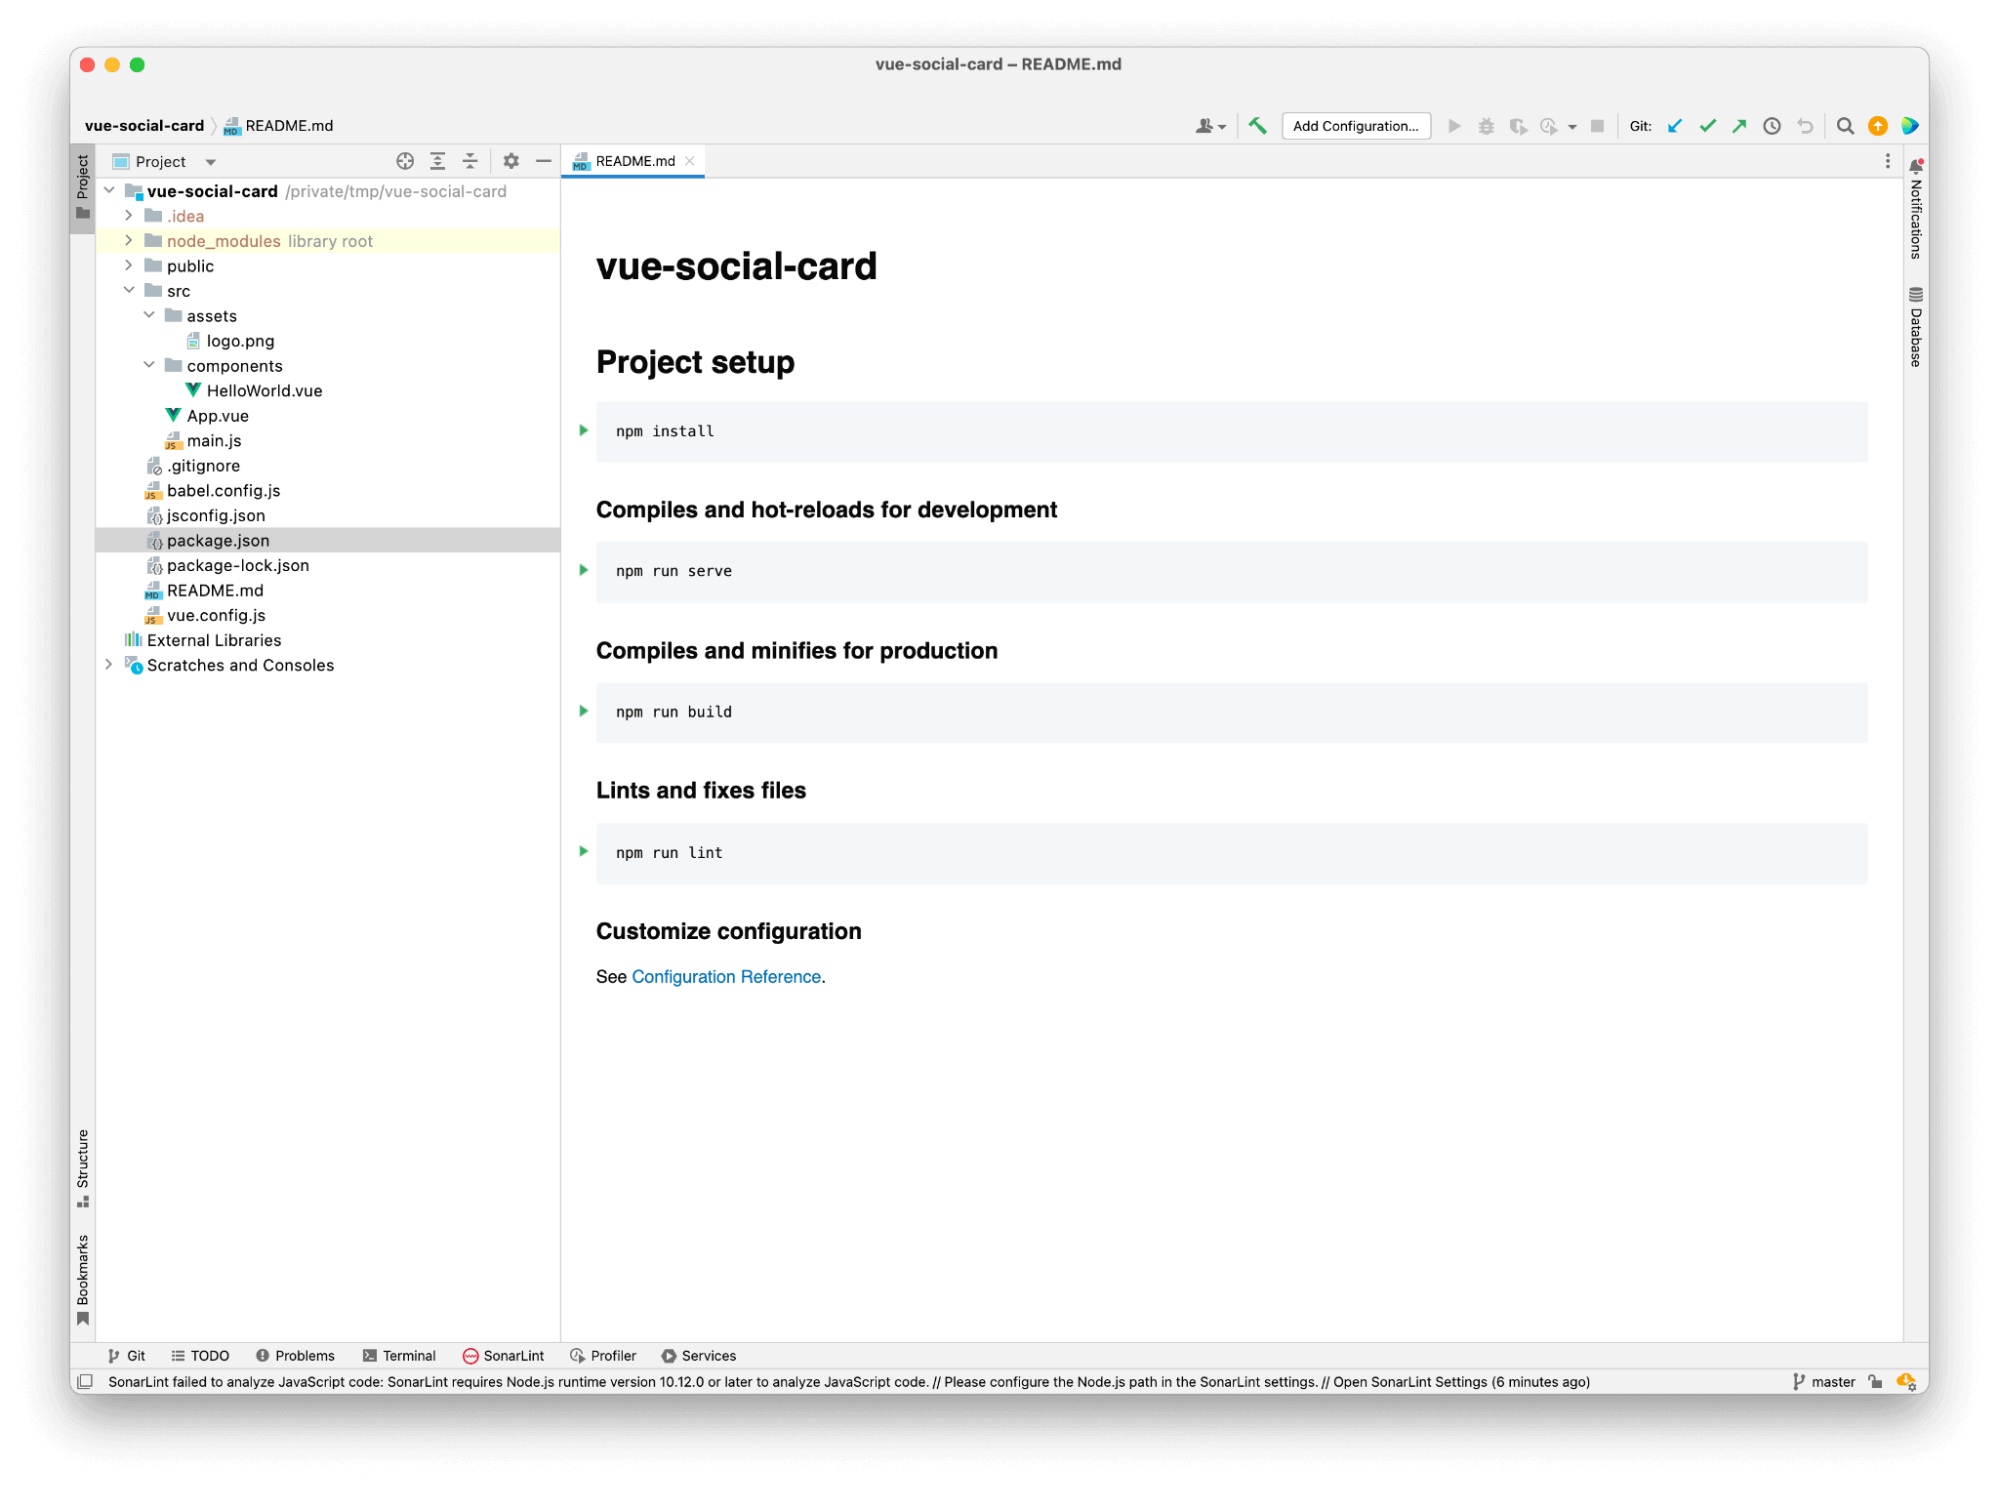 vue-social-card – README.md
vue-social-card README.md
Add Configuration...
Git:
Project
Project
README.md
Notifications
Database
vue-social-card /private/tmp/vue-social-card
.idea
node_modules library root
public
src
assets
logo.png
components
HelloWorld.vue
App.vue
main.js
.gitignore
babel.config.js
jsconfig.json
package.json
package-lock.json
README.md
vue.config.js
External Libraries
Scratches and Consoles
vue-social-card
Project setup
npm install
Compiles and hot-reloads for development
npm run serve
Compiles and minifies for production
npm run build
Lints and fixes files
npm run lint
Customize configuration
See Configuration Reference.
Structure
Bookmarks
Git TODO Problems Terminal SonarLint Profiler Services
SonarLint failed to analyze JavaScript code: SonarLint requires Node.js runtime version 10.12.0 or later to analyze JavaScript code. // Please configure the Node.js path in the SonarLint settings. // Open SonarLint Settings (6 minutes ago)
master